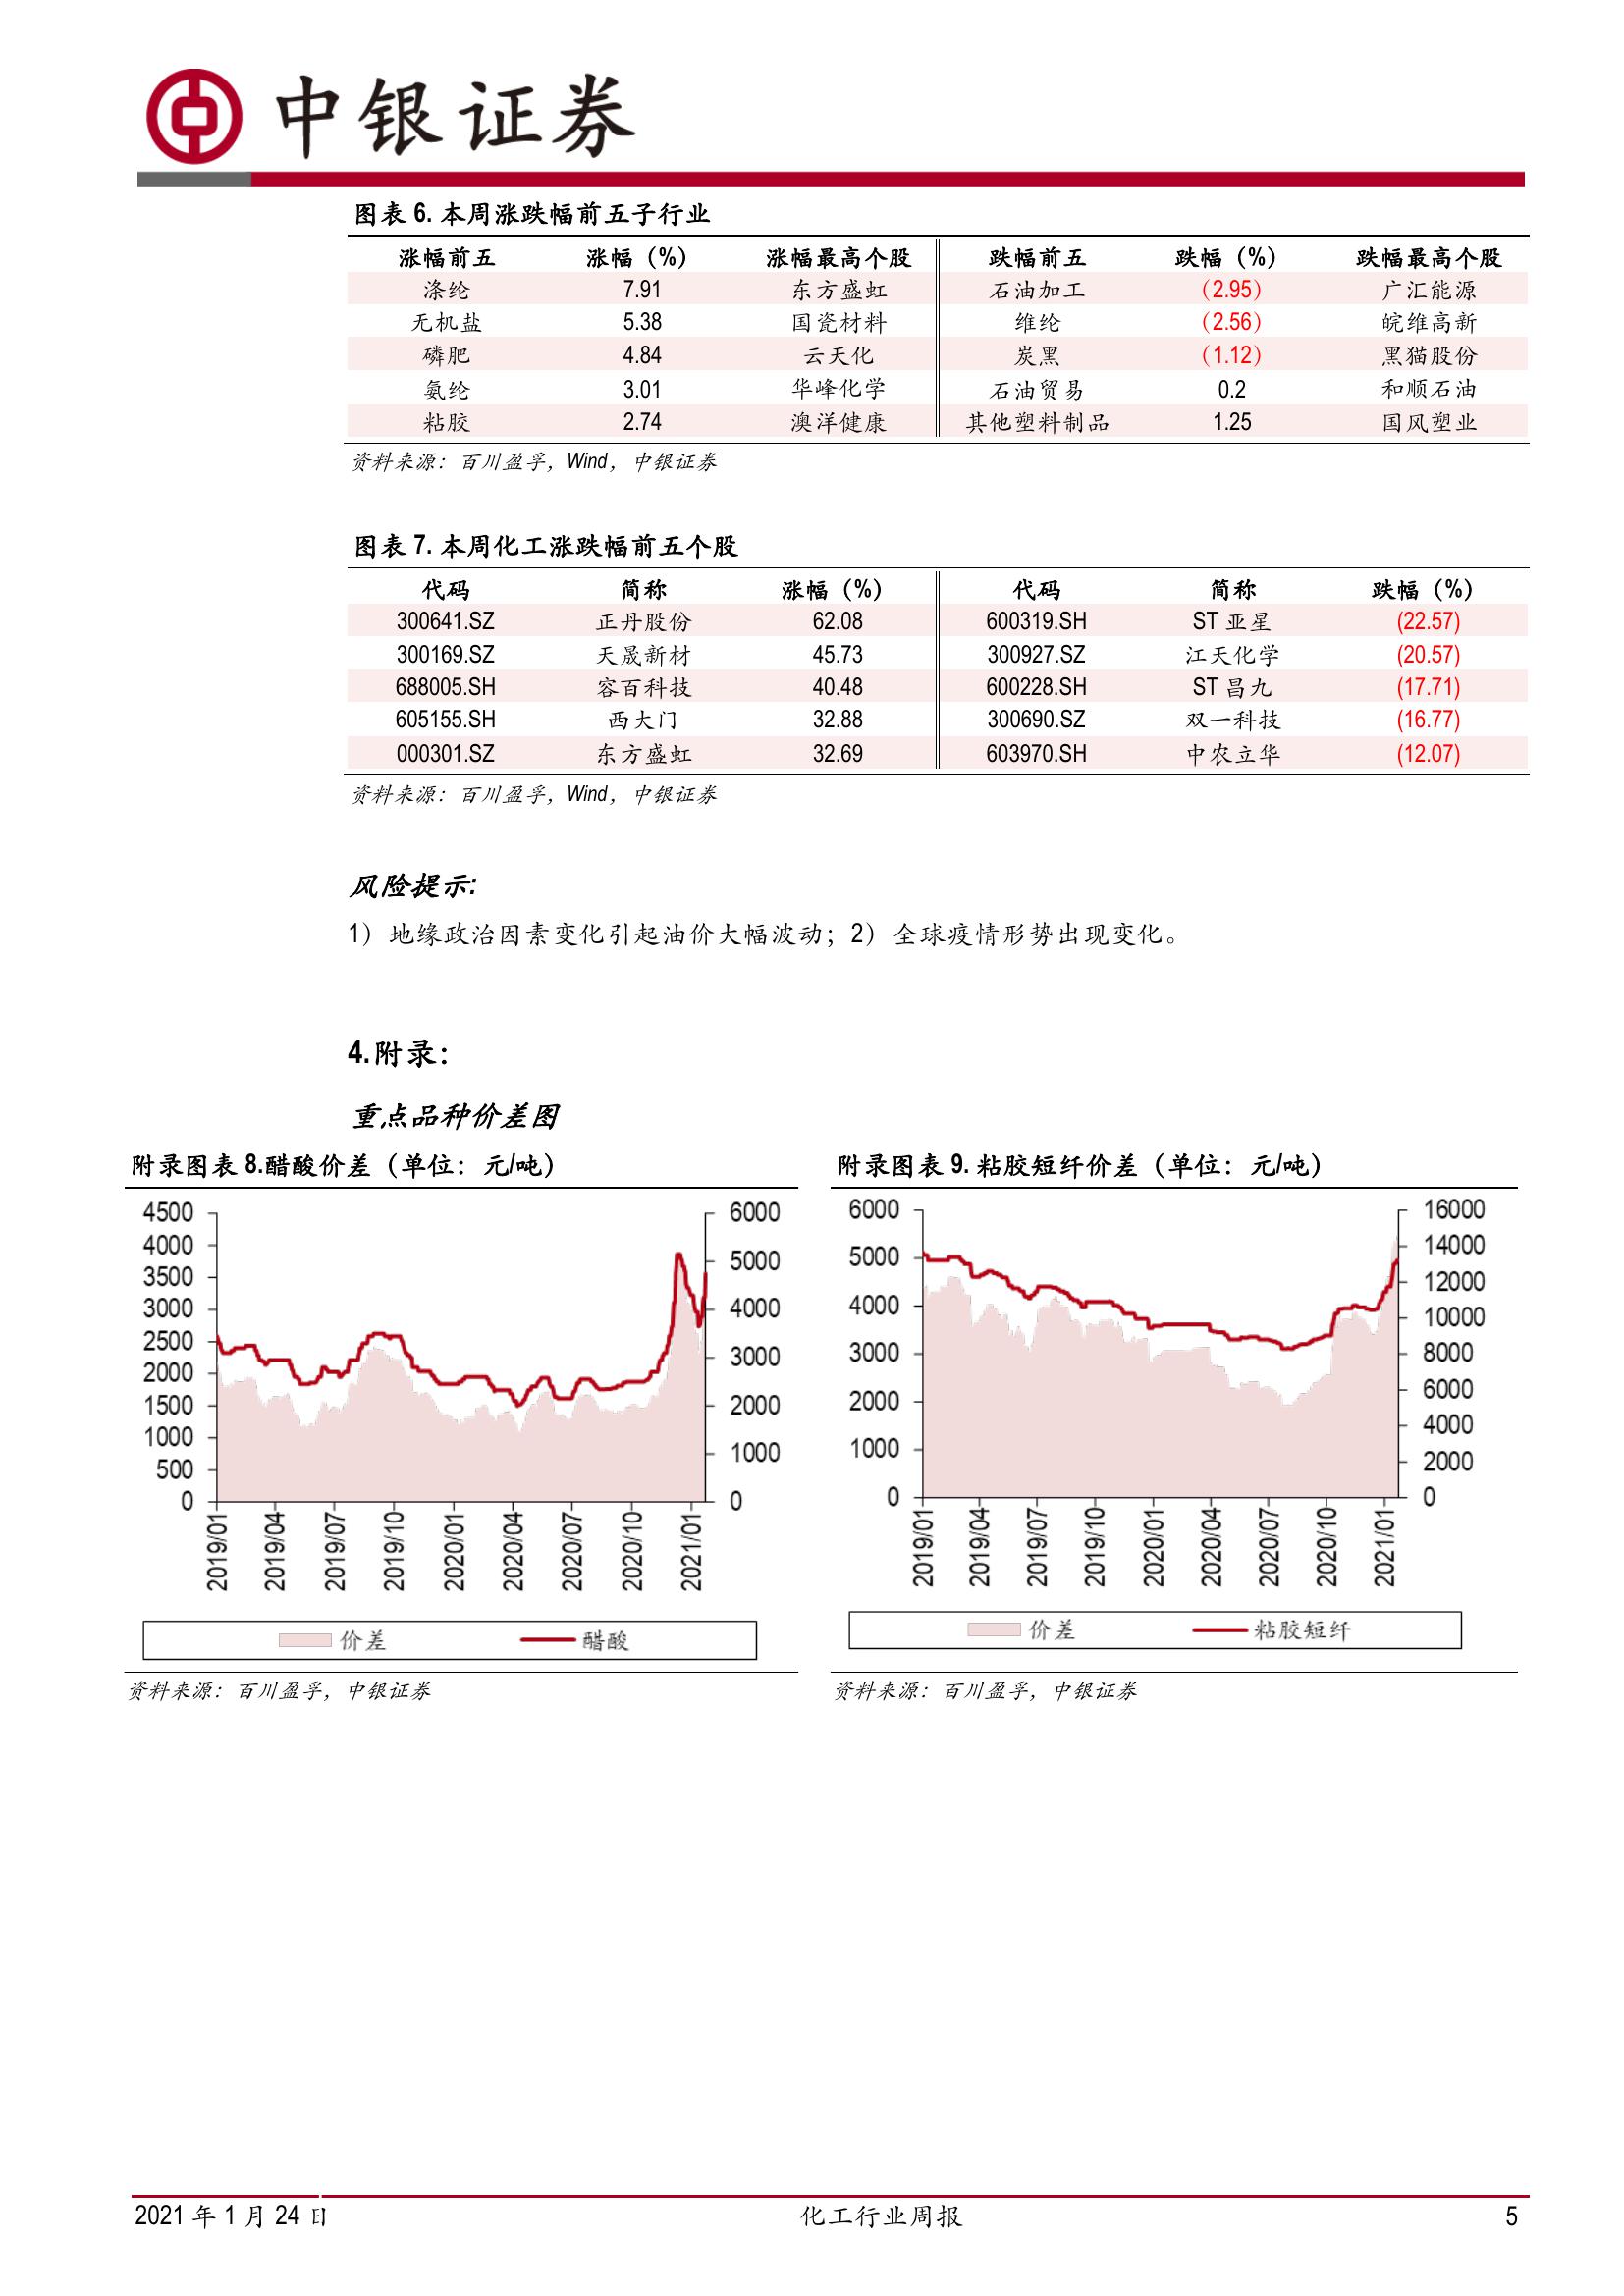 中银证券
图表 6. 本周涨跌幅前五子行业
涨幅前五 涨幅（%） 涨幅最高个股 跌幅前五 跌幅（%） 跌幅最高个股
涤纶 7.91 东方盛虹 石油加工 （2.95） 广汇能源
无机盐 5.38 国瓷材料 维纶 （2.56） 皖维高新
磷肥 4.84 云天化 炭黑 （1.12） 黑猫股份
氨纶 3.01 华峰化学 石油贸易 0.2 和顺石油
粘胶 2.74 澳洋健康 其他塑料制品 1.25 国风塑业
资料来源：百川盈孚，Wind，中银证券
图表 7. 本周化工涨跌幅前五个股
代码 简称 涨幅（%） 代码 简称 跌幅（%）
300641.SZ 正丹股份 62.08 600319.SH ST 亚星 (22.57)
300169.SZ 天晟新材 45.73 300927.SZ 江天化学 (20.57)
688005.SH 容百科技 40.48 600228.SH ST 昌九 (17.71)
605155.SH 西大门 32.88 300690.SZ 双一科技 (16.77)
000301.SZ 东方盛虹 32.69 603970.SH 中农立华 (12.07)
资料来源：百川盈孚，Wind，中银证券
风险提示:
1）地缘政治因素变化引起油价大幅波动；2）全球疫情形势出现变化。
4.附录：
重点品种价差图
附录图表 8.醋酸价差（单位：元/吨）
4500
4000
3500
3000
2500
2000
1500
1000
500
0
6000
5000
4000
3000
2000
1000
0
2019/01
2019/04
2019/07
2019/10
2020/01
2020/04
2020/07
2020/10
2021/01
价差 醋酸
资料来源：百川盈孚，中银证券
附录图表 9. 粘胶短纤价差（单位：元/吨）
6000
5000
4000
3000
2000
1000
0
16000
14000
12000
10000
8000
6000
4000
2000
0
2019/01
2019/04
2019/07
2019/10
2020/01
2020/04
2020/07
2020/10
2021/01
价差 粘胶短纤
资料来源：百川盈孚，中银证券
2021 年 1 月 24 日 化工行业周报 5